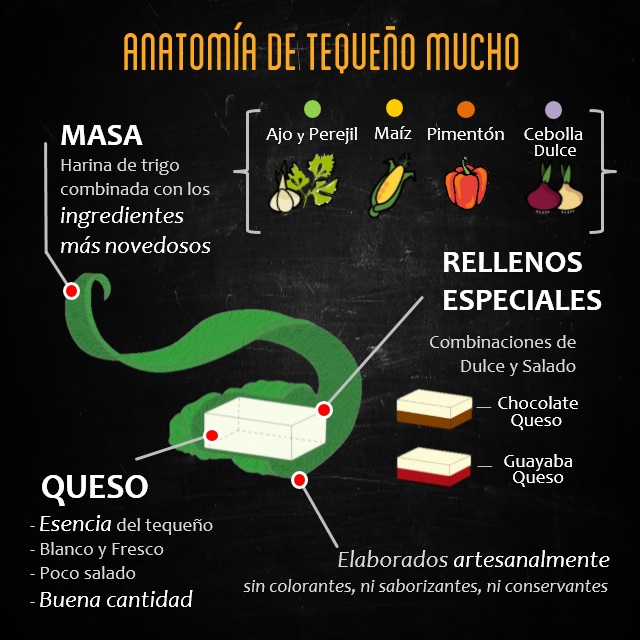 ANATOMÍA DE TEQUEÑO MUCHO
MASA
Harina de trigo
combinada con los
ingredientes
más novedosos
Ajo y Perejil
Maíz
Pimentón
Cebolla
Dulce
RELLENOS
ESPECIALES
Combinaciones de
Dulce y Salado
Chocolate
Queso
Guayaba
Queso
QUESO
- Esencia del tequeño
- Blanco y Fresco
- Poco salado
- Buena cantidad
Elaborados artesanalmente
sin colorantes, ni saborizantes, ni conservantes